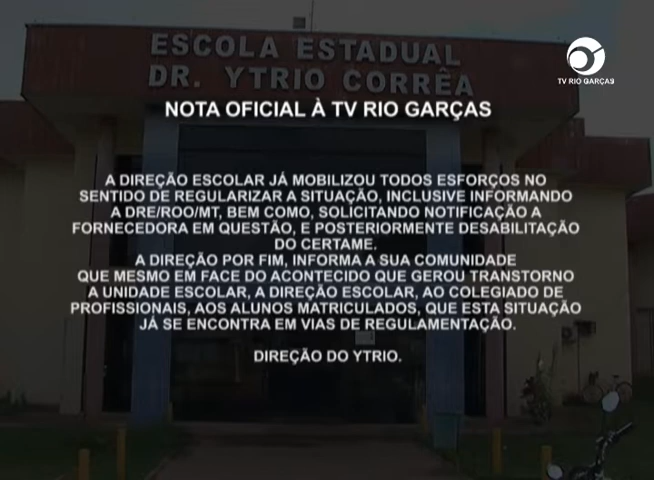 ESCOLA ESTADUAL
DR. YTRIO CORRÊA
TV RIO GARÇAS
NOTA OFICIAL À TV RIO GARÇAS
A DIREÇÃO ESCOLAR JÁ MOBILIZOU TODOS ESFORÇOS NO
SENTIDO DE REGULARIZAR A SITUAÇÃO, INCLUSIVE INFORMANDO
A DRE/ROO/MT, BEM COMO, SOLICITANDO NOTIFICAÇÃO A
FORNECEDORA EM QUESTÃO, E POSTERIORMENTE DESABILITAÇÃO
DO CERTAME.
A DIREÇÃO POR FIM, INFORMA A SUA COMUNIDADE
QUE MESMO EM FACE DO ACONTECIDO QUE GEROU TRANSTORNO
A UNIDADE ESCOLAR, A DIREÇÃO ESCOLAR, AO COLEGIADO DE
PROFISSIONAIS, AOS ALUNOS MATRICULADOS, QUE ESTA SITUAÇÃO
JÁ SE ENCONTRA EM VIAS DE REGULAMENTAÇÃO.
DIREÇÃO DO YTRIO.